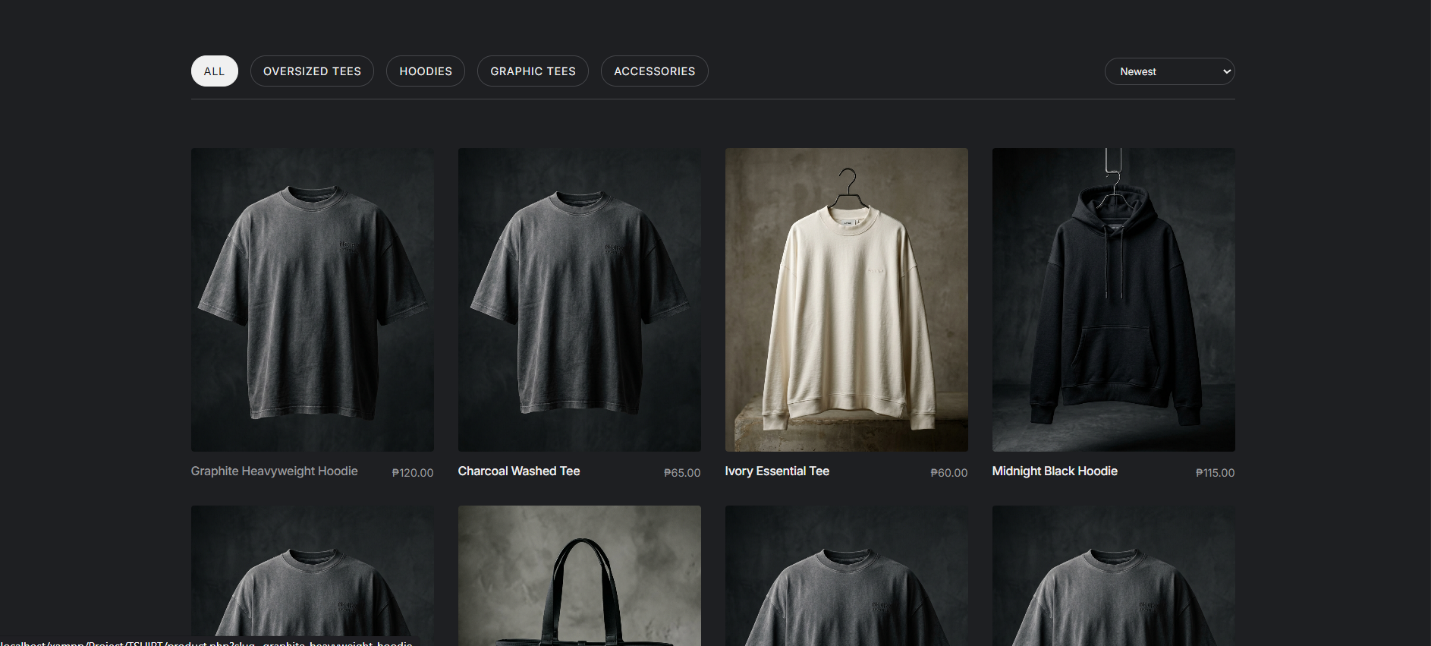 ALL
OVERSIZED TEES
HOODIES
GRAPHIC TEES
ACCESSORIES
Newest
Graphite Heavyweight Hoodie
₱120.00
Charcoal Washed Tee
₱65.00
Ivory Essential Tee
₱60.00
Midnight Black Hoodie
₱115.00